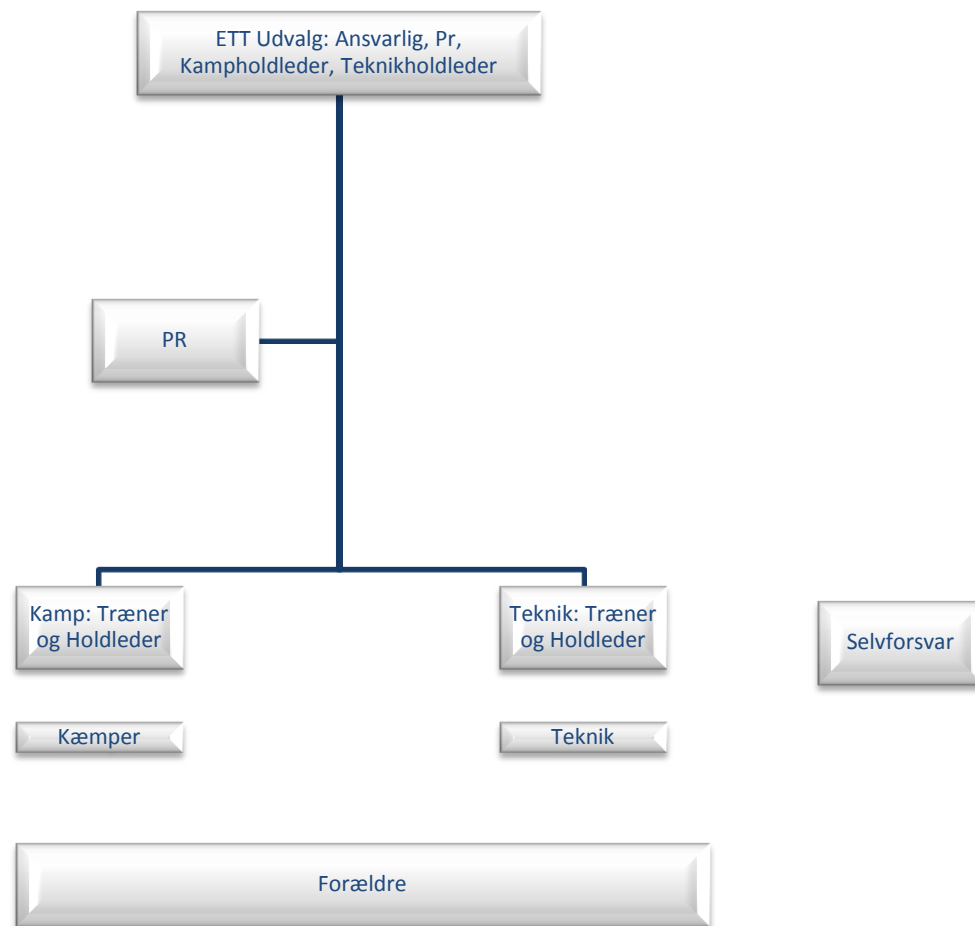 ETT Udvalg: Ansvarlig, Pr,
Kampholdleder, Teknikholdleder
PR
Kamp: Træner
og Holdleder
Teknik: Træner
og Holdleder
Selvforsvar
Kæmper
Teknik
Forældre